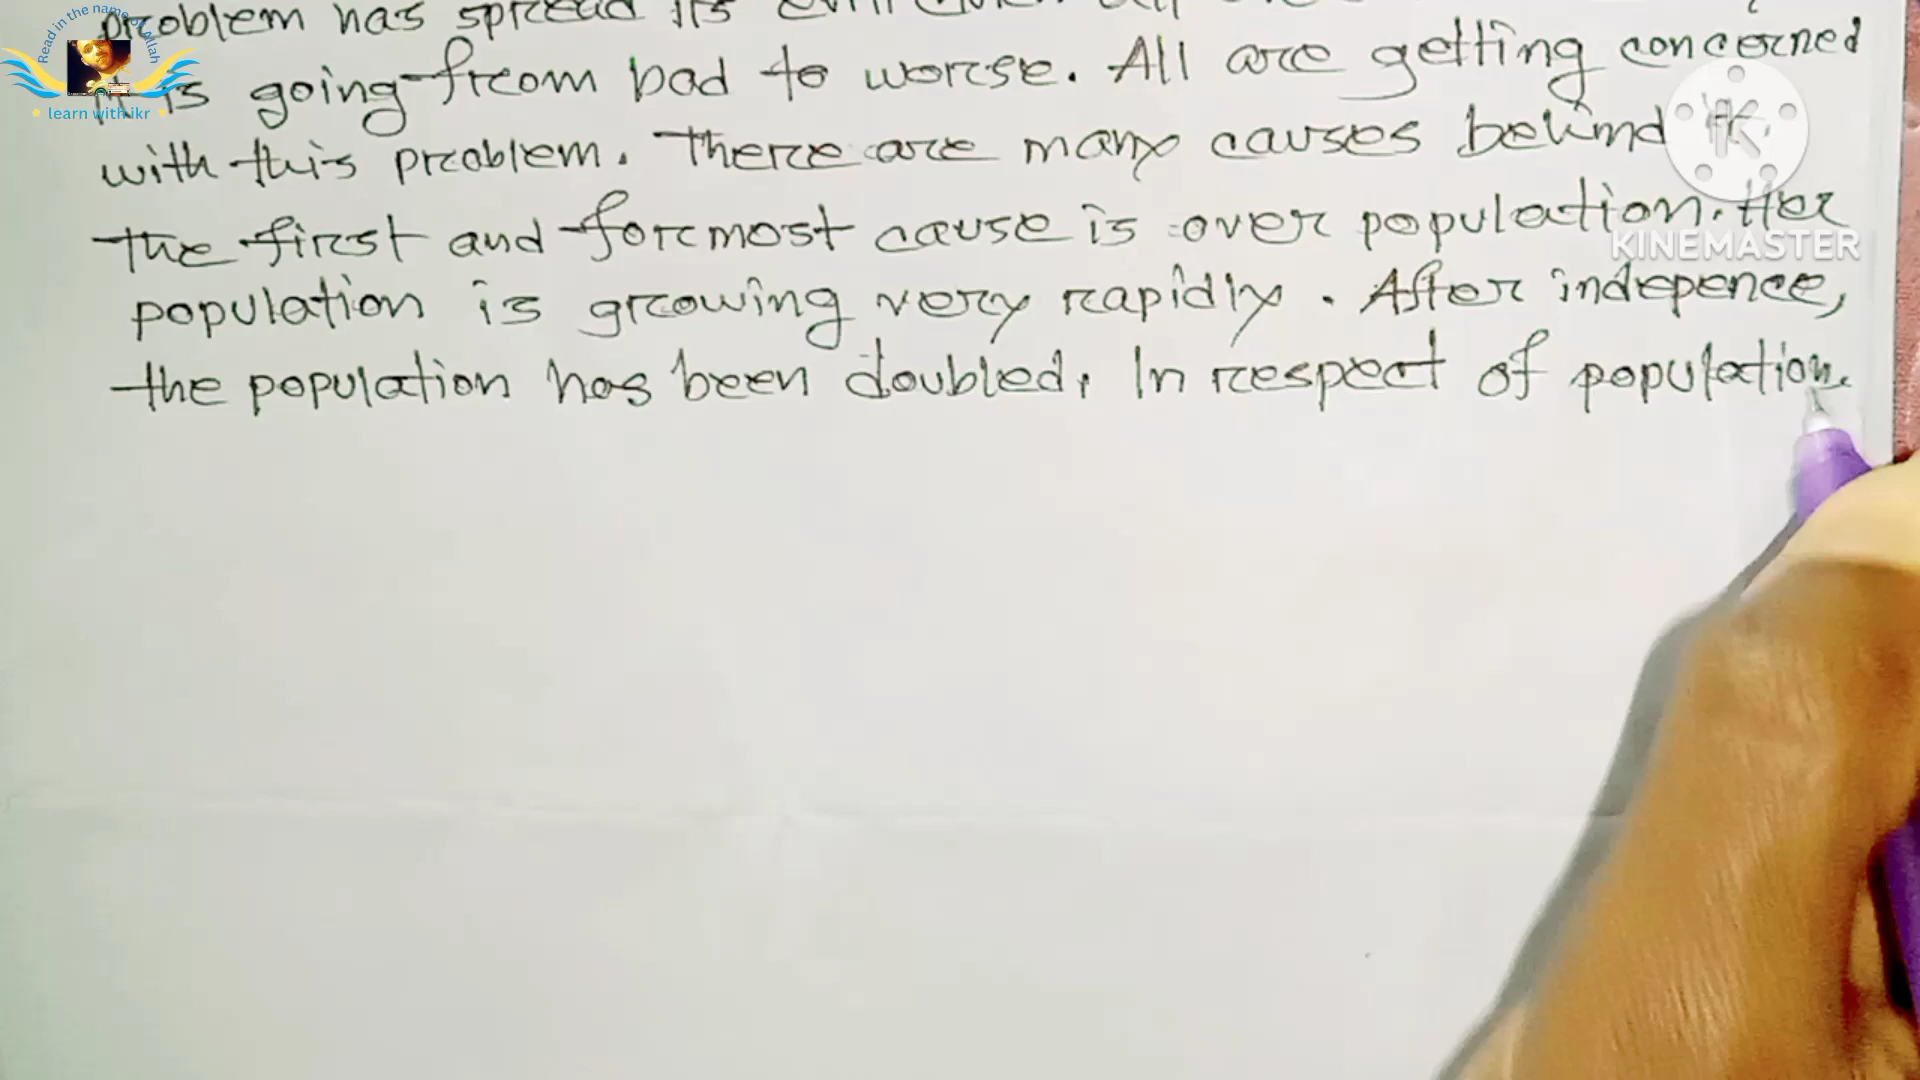 problem has spread its
It is going from bad to worse. All are getting concerned
with this problem. There are many causes behind it.
The first and foremost cause is over population. Her
population is growing very rapidly. After indepence,
the population has been doubled. In respect of population.
Read in the name of Allah
learn with ikr
KINEMASTER